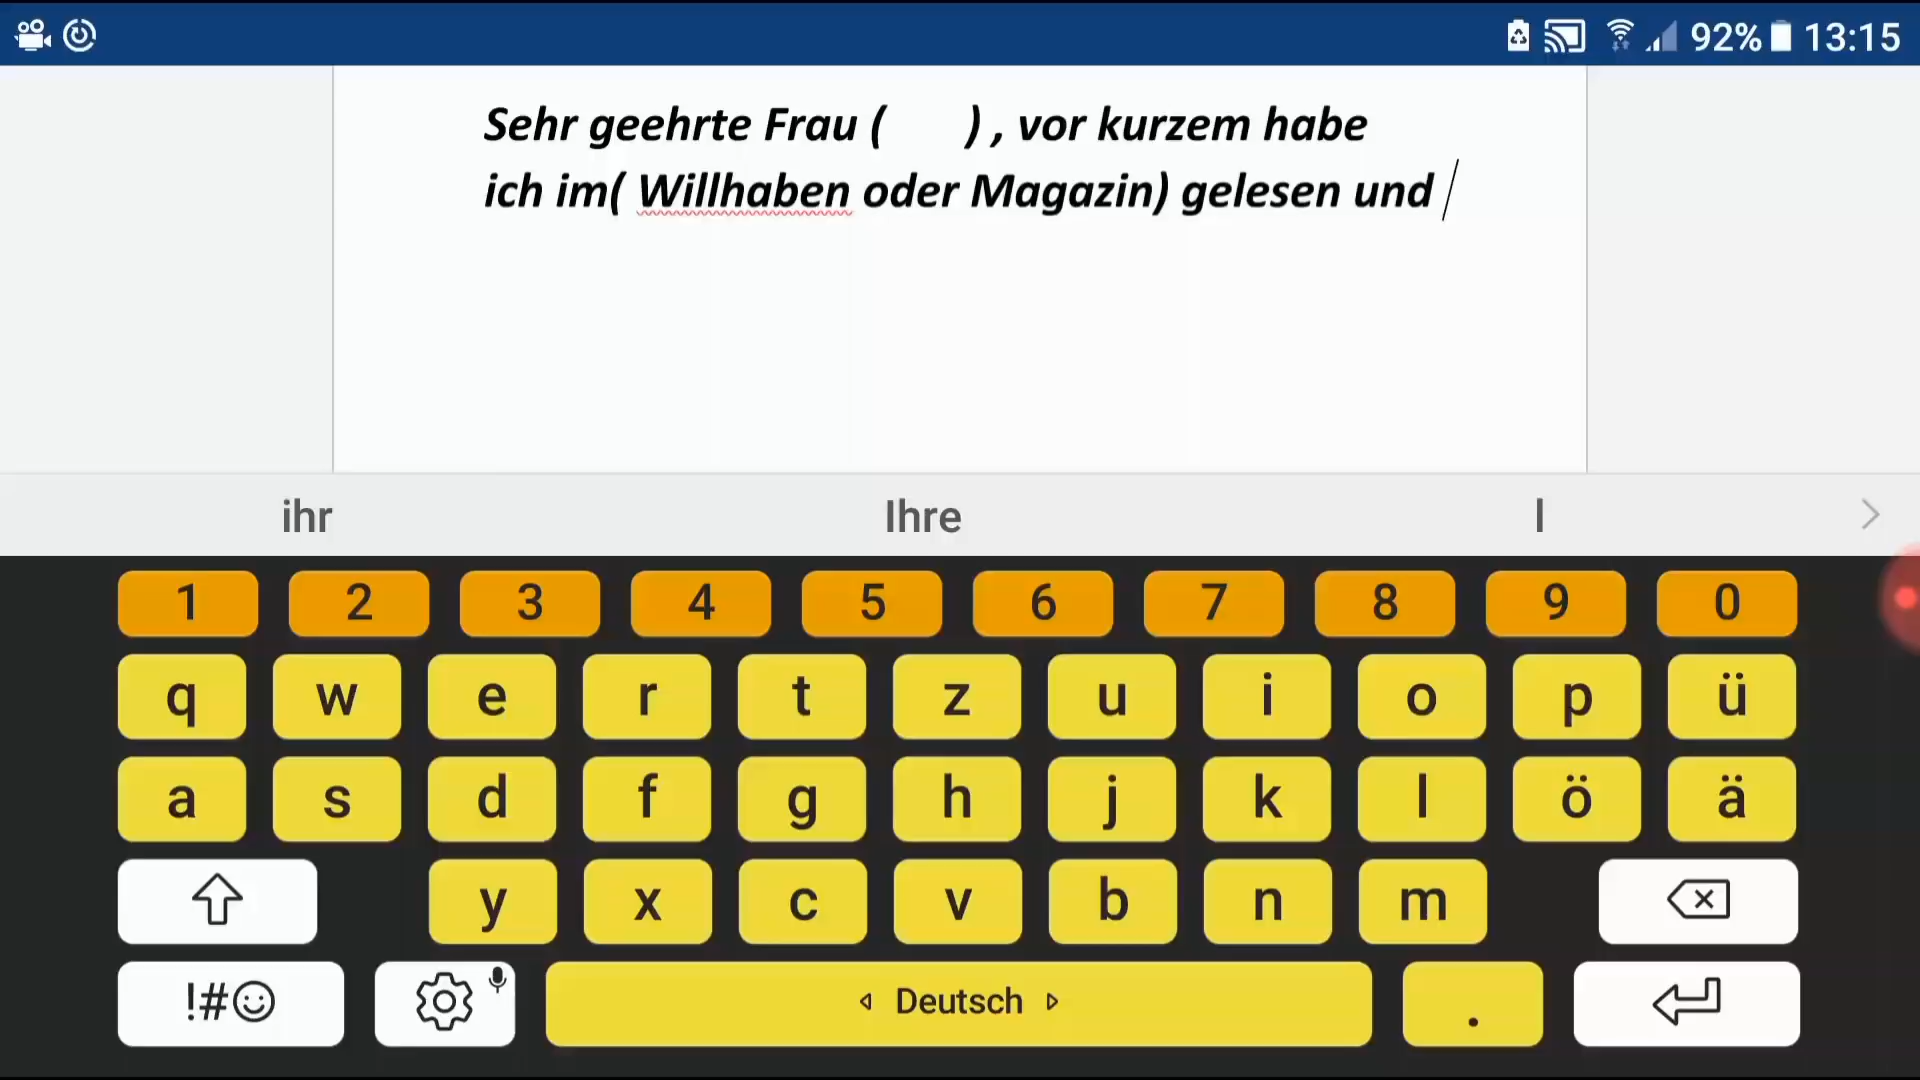 92% 13:15
Sehr geehrte Frau ( ) , vor kurzem habe
ich im( Willhaben oder Magazin) gelesen und
ihr Ihre I
1 2 3 4 5 6 7 8 9 0
q w e r t z u i o p ü
a s d f g h j k l ö ä
y x c v b n m
!#☺ Deutsch .